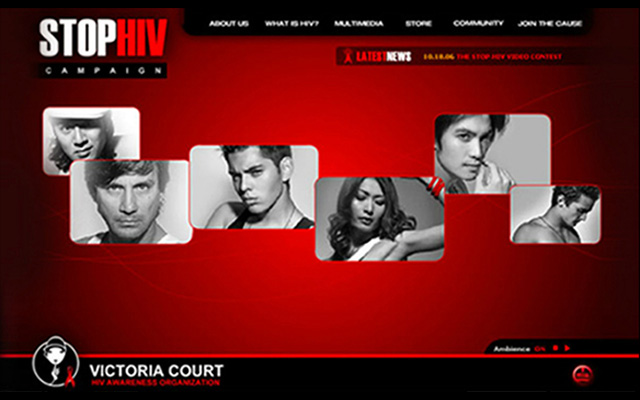 STOPHIV
CAMPAIGN
ABOUT US WHAT IS HIV? MULTIMEDIA STORE COMMUNITY JOIN THE CAUSE
LATESTNEWS 10.18.06 THE STOP HIV VIDEO CONTEST
Ambience On
VICTORIA COURT
HIV AWARENESS ORGANIZATION